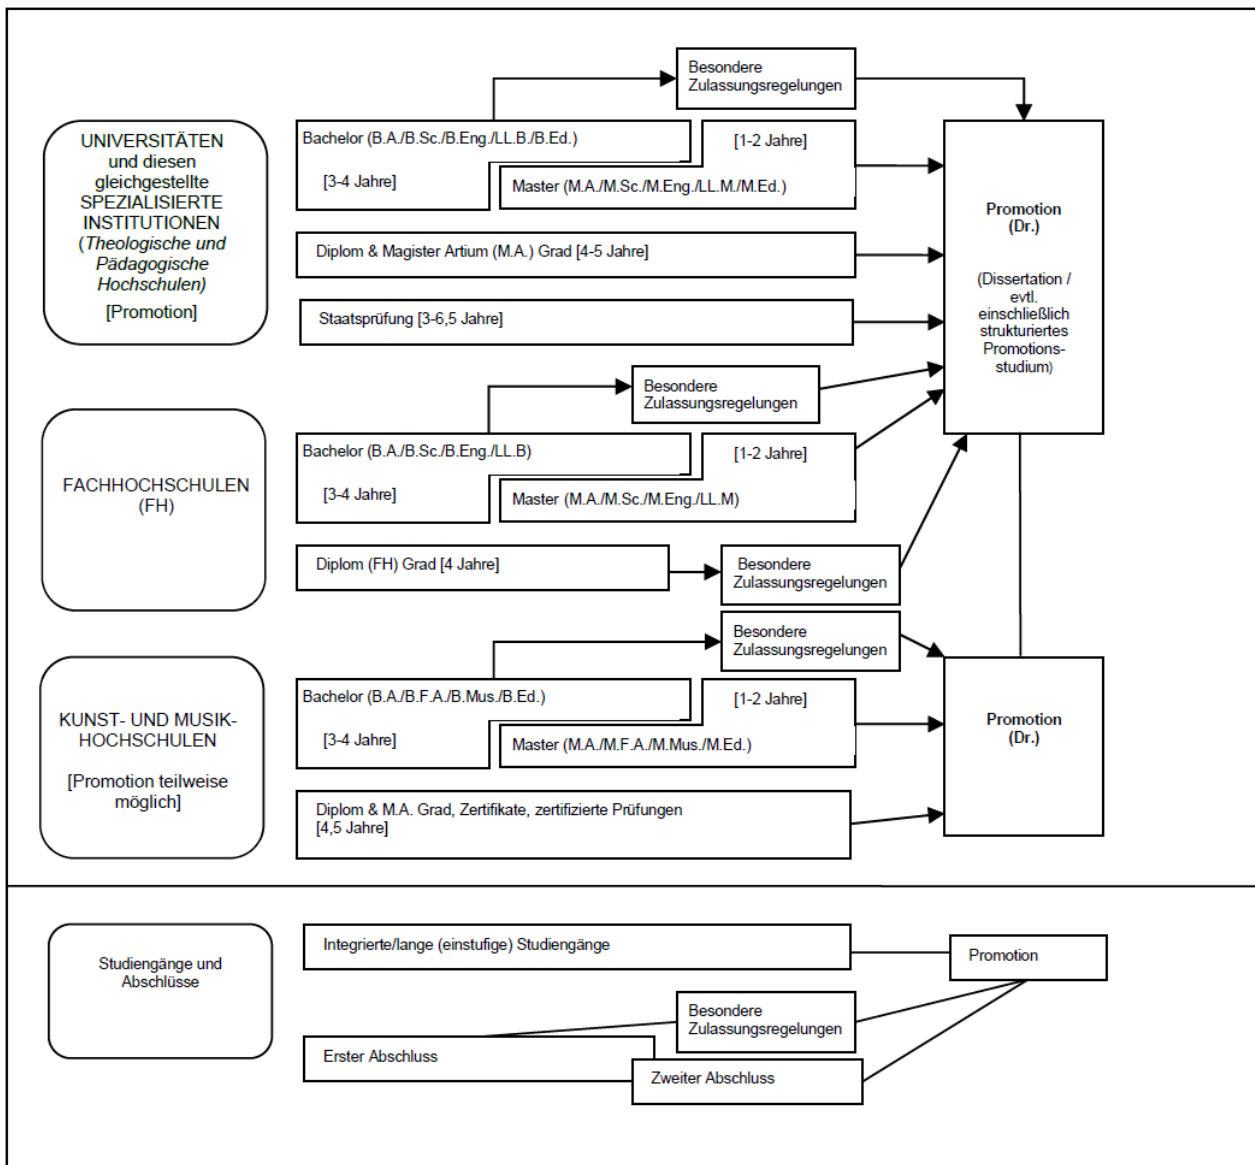 Besondere
Zulassungsregelungen
UNIVERSITÄTEN
und diesen
gleichgestellte
SPEZIALISIERTE
INSTITUTIONEN
(Theologische und
Pädagogische
Hochschulen)
[Promotion]
Bachelor (B.A./B.Sc./B.Eng./LL.B./B.Ed.)
[3-4 Jahre]
[1-2 Jahre]
Master (M.A./M.Sc./M.Eng./LL.M./M.Ed.)
Diplom & Magister Artium (M.A.) Grad [4-5 Jahre]
Staatsprüfung [3-6,5 Jahre]
Promotion
(Dr.)
(Dissertation /
evtl.
einschließlich
strukturiertes
Promotions-
studium)
Besondere
Zulassungsregelungen
FACHHOCHSCHULEN
(FH)
Bachelor (B.A./B.Sc./B.Eng./LL.B)
[3-4 Jahre]
[1-2 Jahre]
Master (M.A./M.Sc./M.Eng./LL.M)
Diplom (FH) Grad [4 Jahre]
Besondere
Zulassungsregelungen
Besondere
Zulassungsregelungen
KUNST- UND MUSIK-
HOCHSCHULEN
[Promotion teilweise
möglich]
Bachelor (B.A./B.F.A./B.Mus./B.Ed.)
[3-4 Jahre]
[1-2 Jahre]
Master (M.A./M.F.A./M.Mus./M.Ed.)
Diplom & M.A. Grad, Zertifikate, zertifizierte Prüfungen
[4,5 Jahre]
Promotion
(Dr.)
Studiengänge und
Abschlüsse
Integrierte/lange (einstufige) Studiengänge
Promotion
Besondere
Zulassungsregelungen
Erster Abschluss
Zweiter Abschluss